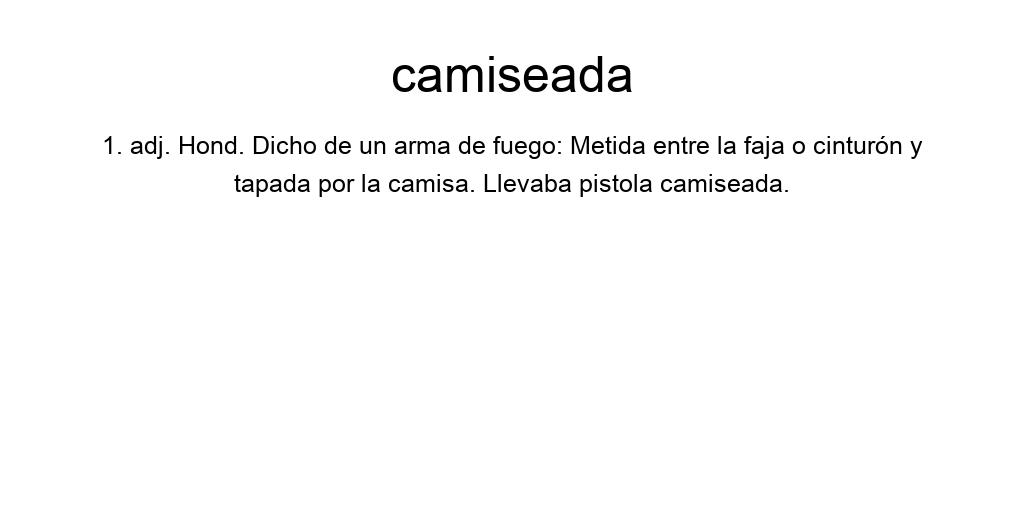 camiseada
1. adj. Hond. Dicho de un arma de fuego: Metida entre la faja o cinturón y
tapada por la camisa. Llevaba pistola camiseada.